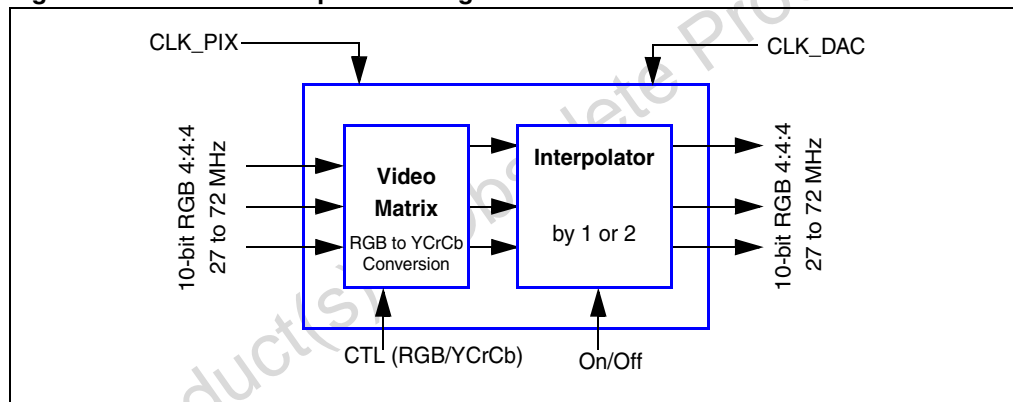 CLK_PIX
CLK_DAC
10-bit RGB 4:4:4
27 to 72 MHz
Video
Matrix
RGB to YCrCb
Conversion
Interpolator
by 1 or 2
10-bit RGB 4:4:4
27 to 72 MHz
CTL (RGB/YCrCb)
On/Off